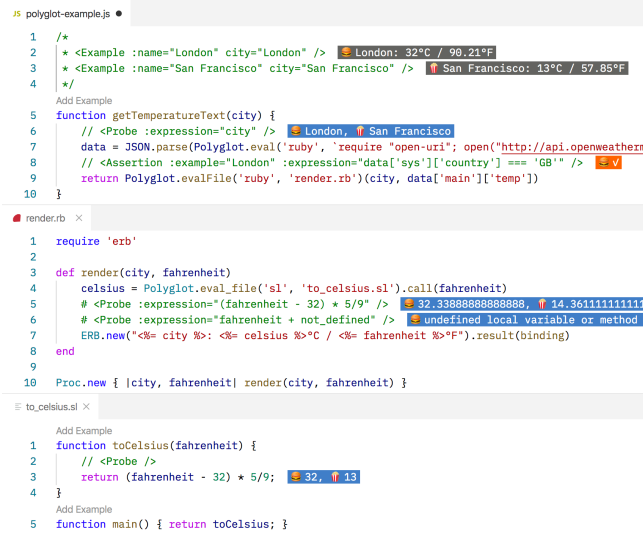 JS polyglot-example.js ●
1 /*
2 * <Example :name="London" city="London" /> 🍔 London: 32°C / 90.21°F
3 * <Example :name="San Francisco" city="San Francisco" /> 🍿 San Francisco: 13°C / 57.85°F
4 */
Add Example
5 function getTemperatureText(city) {
6 // <Probe :expression="city" /> 🍔 London, 🍿 San Francisco
7 data = JSON.parse(Polyglot.eval('ruby', `require "open-uri"; open("http://api.openweatherm
8 // <Assertion :example="London" :expression="data['sys']['country'] === 'GB'" /> 🍔 √
9 return Polyglot.evalFile('ruby', 'render.rb')(city, data['main']['temp'])
10 }
render.rb ×
1 require 'erb'
2
3 def render(city, fahrenheit)
4 celsius = Polyglot.eval_file('sl', 'to_celsius.sl').call(fahrenheit)
5 # <Probe :expression="(fahrenheit - 32) * 5/9" /> 🍔 32.33888888888888, 🍿 14.3611111111111
6 # <Probe :expression="fahrenheit + not_defined" /> 🍔 undefined local variable or method
7 ERB.new("<%= city %>: <%= celsius %>°C / <%= fahrenheit %>°F").result(binding)
8 end
9
10 Proc.new { |city, fahrenheit| render(city, fahrenheit) }
to_celsius.sl ×
Add Example
1 function toCelsius(fahrenheit) {
2 // <Probe />
3 return (fahrenheit - 32) * 5/9; 🍔 32, 🍿 13
4 }
Add Example
5 function main() { return toCelsius; }